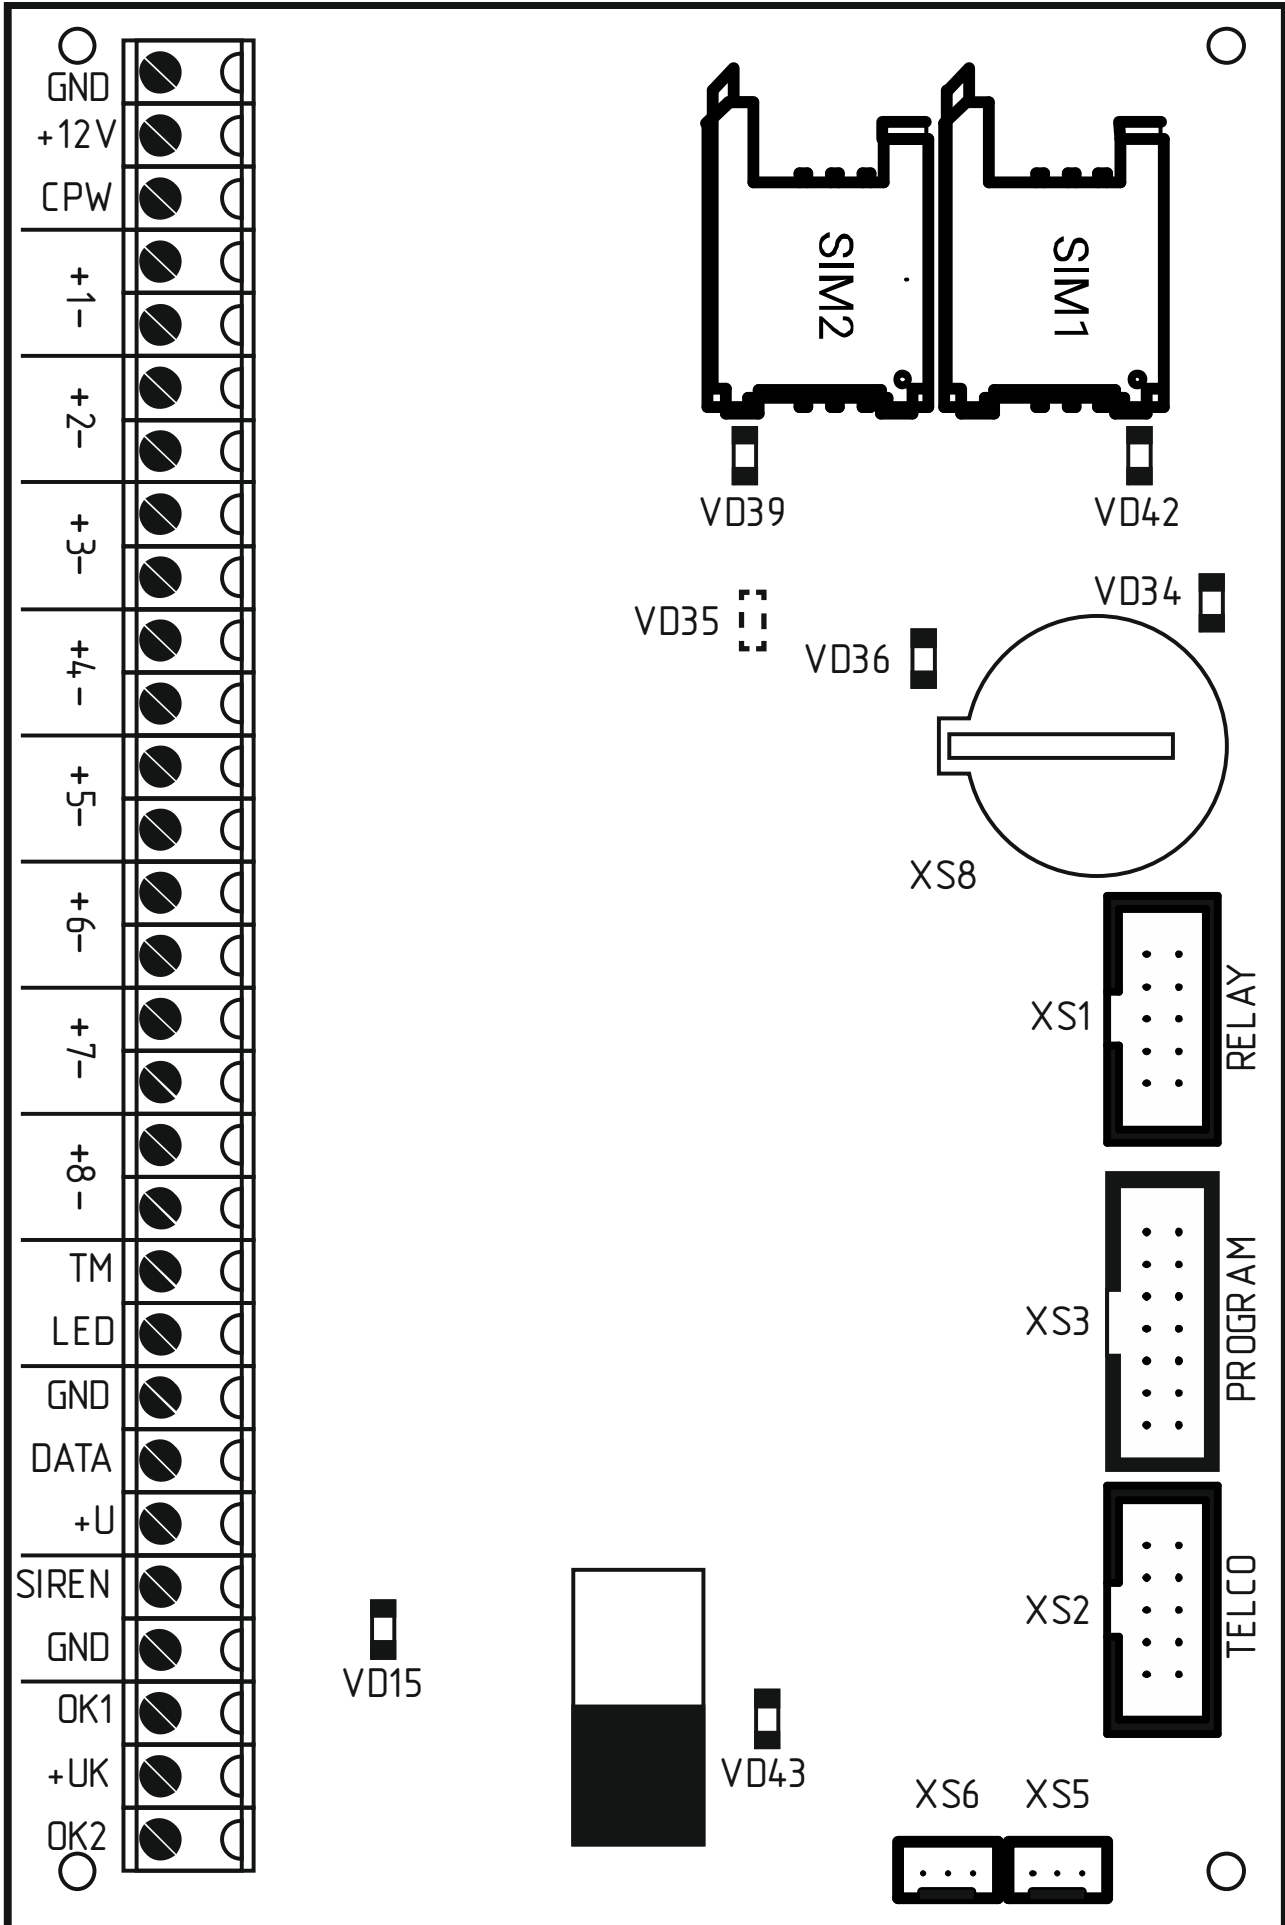 GND
+12V
CPW
+1-
+2-
+3-
+4-
+5-
+6-
+7-
+8-
TM
LED
GND
DATA
+U
SIREN
GND
OK1
+UK
OK2
SIM2
SIM1
VD39
VD42
VD34
VD35
VD36
XS8
XS1
RELAY
XS3
PROGRAM
XS2
TELCO
VD15
VD43
XS6
XS5